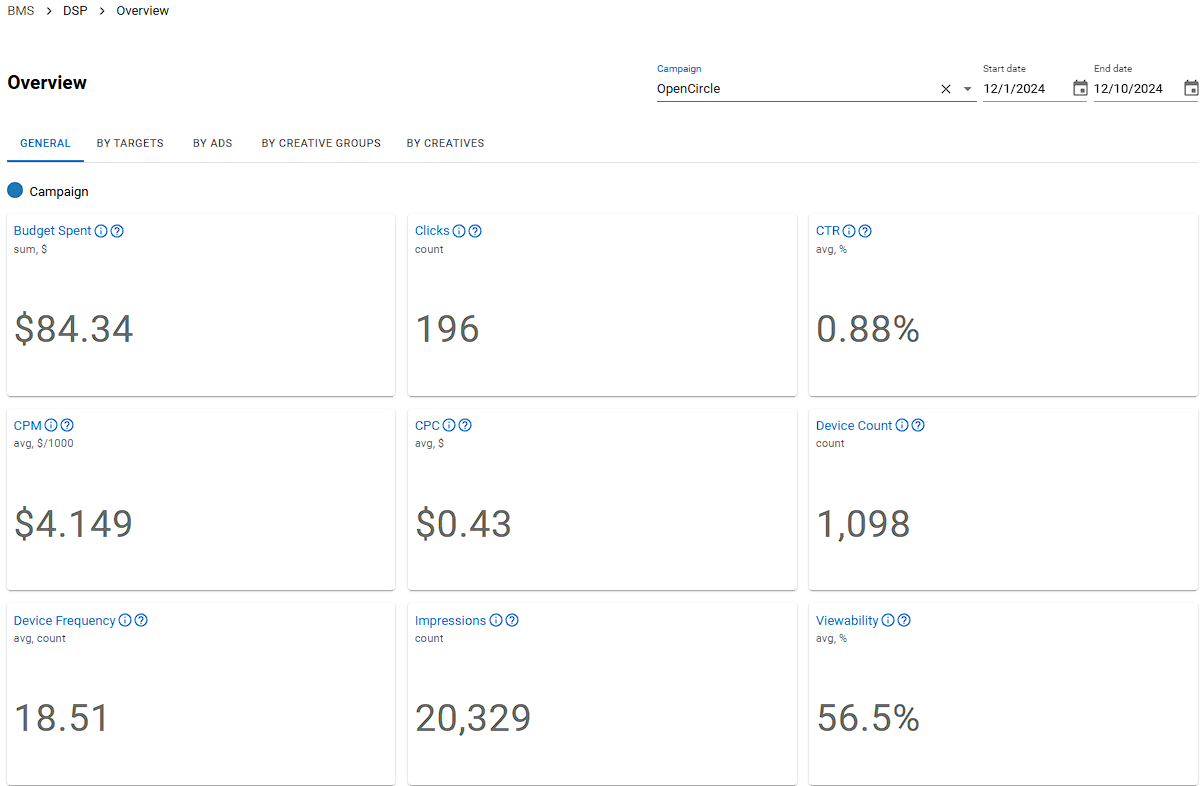 BMS > DSP > Overview
Overview
Campaign
OpenCircle
Start date
12/1/2024
End date
12/10/2024
GENERAL BY TARGETS BY ADS BY CREATIVE GROUPS BY CREATIVES
Campaign
Budget Spent
sum, $
$84.34
Clicks
count
196
CTR
avg, %
0.88%
CPM
avg, $/1000
$4.149
CPC
avg, $
$0.43
Device Count
count
1,098
Device Frequency
avg, count
18.51
Impressions
count
20,329
Viewability
avg, %
56.5%